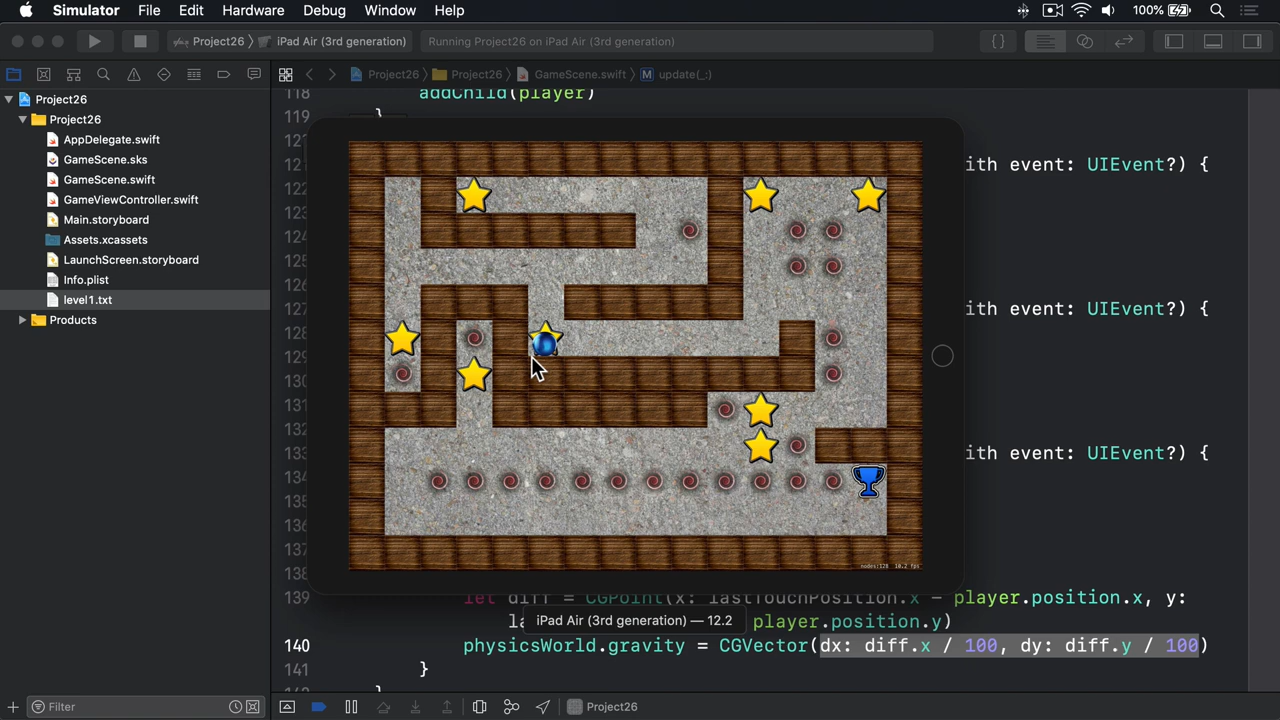 Simulator File Edit Hardware Debug Window Help 100%
Project26 〉 iPad Air (3rd generation) Running Project26 on iPad Air (3rd generation)
Project26 〉 Project26 〉 GameScene.swift 〉 M update(_:)
Project26
Project26
AppDelegate.swift
GameScene.sks
GameScene.swift
GameViewController.swift
Main.storyboard
Assets.xcassets
LaunchScreen.storyboard
Info.plist
level1.txt
Products
118 addChild(player)
119 }
ith event: UIEvent?) {
122
123
124
125
126
127 ith event: UIEvent?) {
128
129
130
131
132
133 ith event: UIEvent?) {
134
135
136
nodes:128 10.2 fps
139 let diff = CGPoint(x: lastTouchPosition.x - player.position.x, y:
player.position.y)
iPad Air (3rd generation) — 12.2
140 physicsWorld.gravity = CGVector(dx: diff.x / 100, dy: diff.y / 100)
141 }
Filter Project26